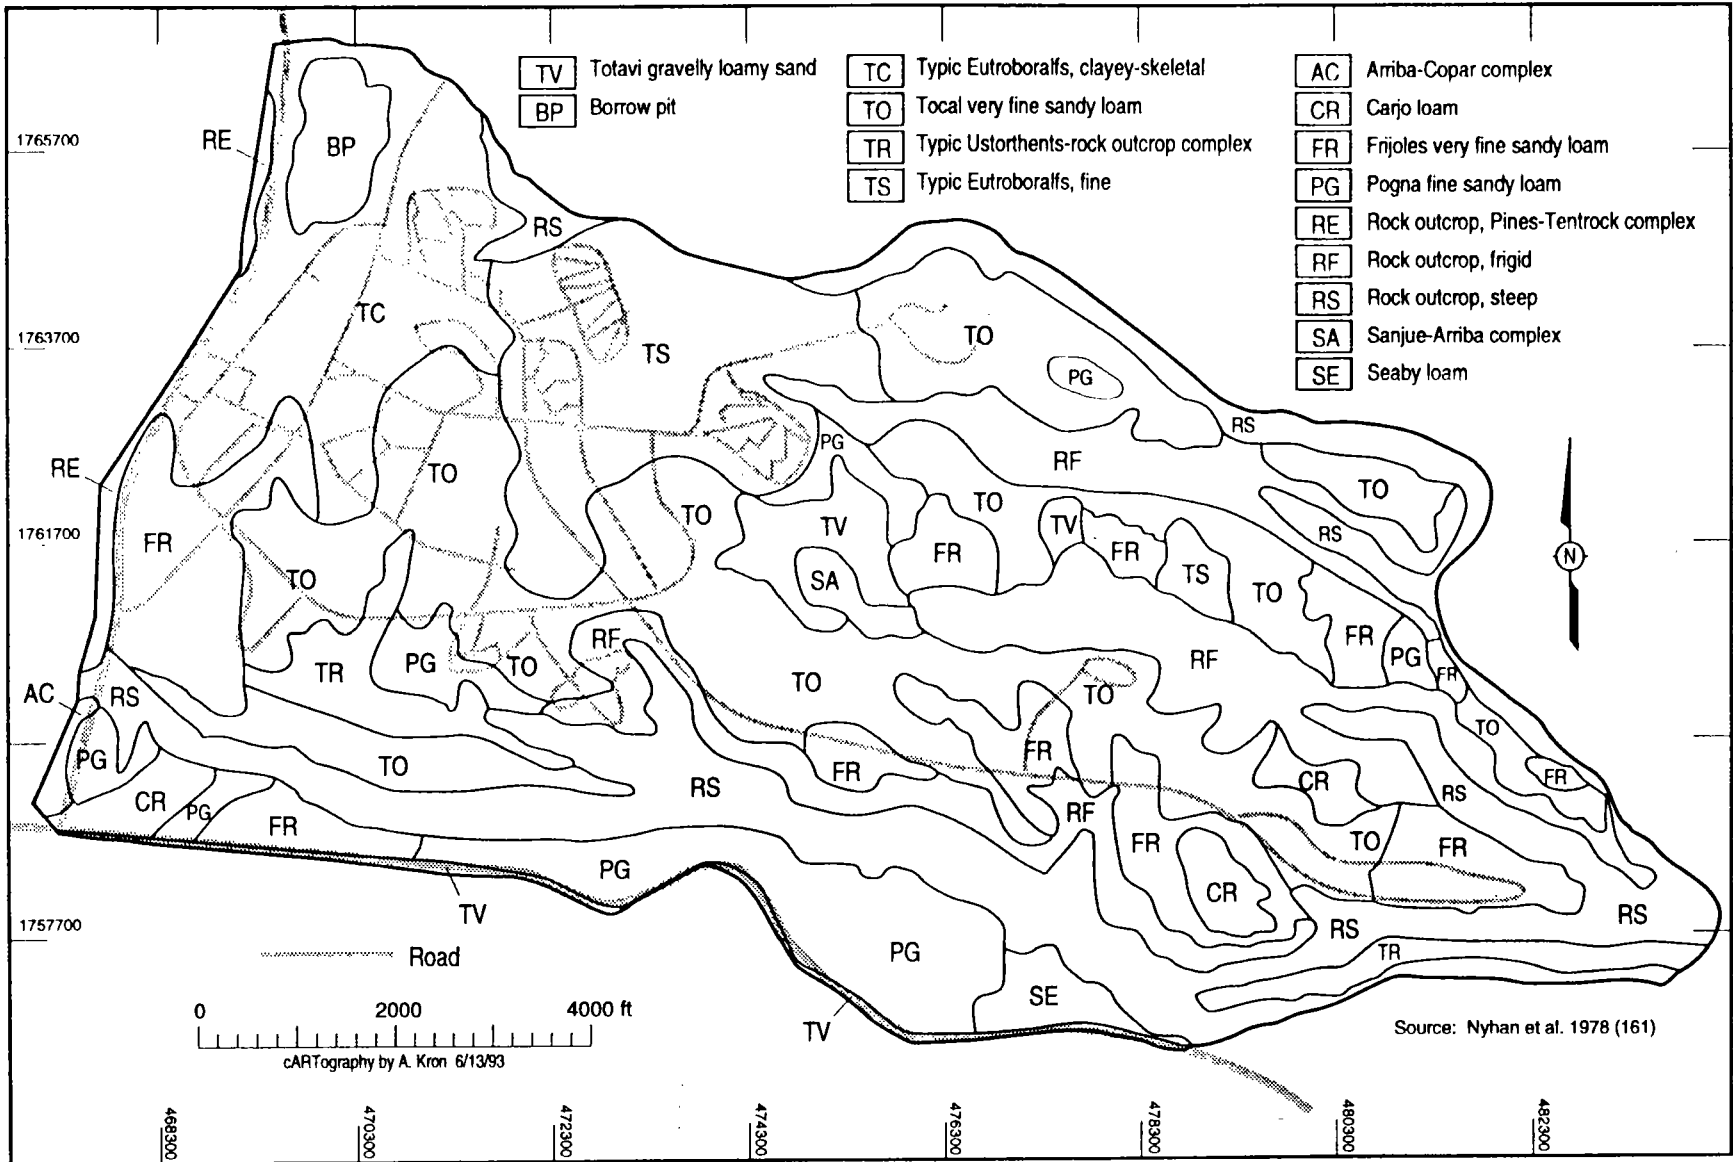 TV Totavi gravelly loamy sand
BP Borrow pit
TC Typic Eutroboralfs, clayey-skeletal
TO Tocal very fine sandy loam
TR Typic Ustorthents-rock outcrop complex
TS Typic Eutroboralfs, fine
AC Arriba-Copar complex
CR Carjo loam
FR Frijoles very fine sandy loam
PG Pogna fine sandy loam
RE Rock outcrop, Pines-Tentrock complex
RF Rock outcrop, frigid
RS Rock outcrop, steep
SA Sanjue-Arriba complex
SE Seaby loam
1765700
RE
BP
RS
TC
1763700
TS
TO
PG
RS
PG
RF
RE
TO
TO
TO
TO
TV
TV
RS
1761700
FR
FR
FR
SA
TS
TO
TO
N
RF
FR
TR
PG
TO
RF
PG
FR
AC
RS
TO
TO
TO
FR
PG
TO
FR
CR
FR
RS
RS
CR
PG
FR
RF
FR
TO
FR
PG
CR
TV
RS
RS
1757700
PG
TR
Road
SE
0 2000 4000 ft
TV
Source: Nyhan et al. 1978 (161)
cARTography by A. Kron 6/13/93
468300
470300
472300
474300
476300
478300
480300
482300